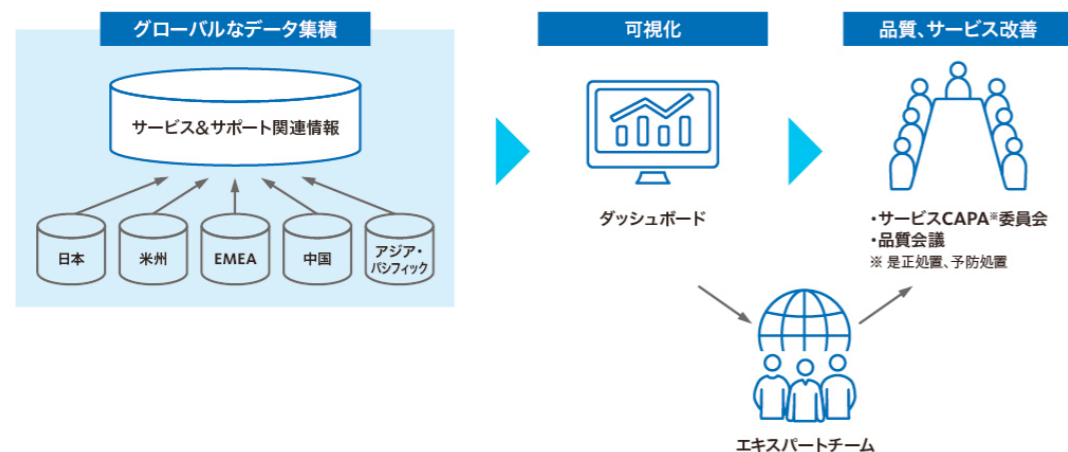 グローバルなデータ集積
サービス&サポート関連情報
日本
米州
EMEA
中国
アジア・
パシフィック
可視化
ダッシュボード
エキスパートチーム
品質、サービス改善
・サービスCAPA※委員会
・品質会議
※ 是正処置、予防処置